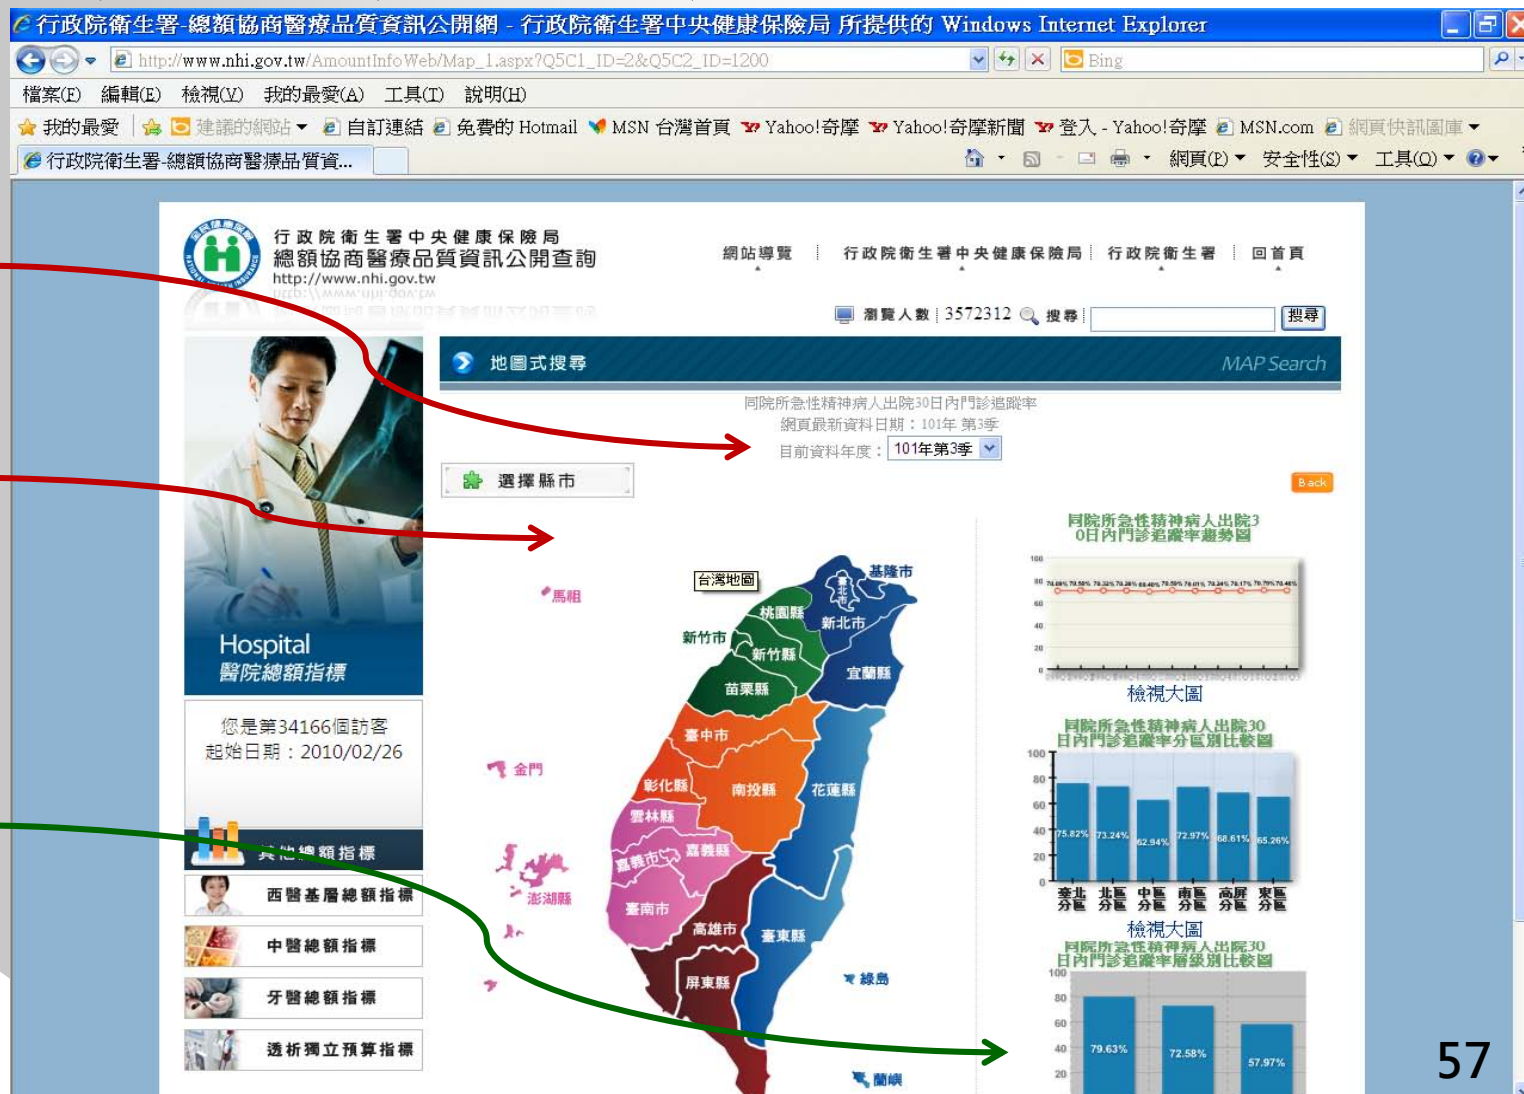 行政院衛生署-總額協商醫療品質資訊公開網 - 行政院衛生署中央健康保險局 所提供的 Windows Internet Explorer
http://www.nhi.gov.tw/AmountInfoWeb/Map_1.aspx?Q5C1_ID=2&Q5C2_ID=1200
Bing
檔案(F) 編輯(E) 檢視(V) 我的最愛(A) 工具(T) 說明(H)
我的最愛 建議的網站 自訂連結 免費的 Hotmail MSN 台灣首頁 Yahoo!奇摩 Yahoo!奇摩新聞 登入 - Yahoo!奇摩 MSN.com 網頁快訊圖庫
行政院衛生署-總額協商醫療品質資... 網頁(P) 安全性(S) 工具(O)
行政院衛生署中央健康保險局
總額協商醫療品質資訊公開查詢
http://www.nhi.gov.tw
網站導覽 行政院衛生署中央健康保險局 行政院衛生署 回首頁
瀏覽人數 3572312 搜尋 搜尋
地圖式搜尋 MAP Search
同院所急性精神病人出院30日內門診追蹤率
網頁最新資料日期：101年 第3季
目前資料年度： 101年第3季
選擇縣市
Back
Hospital
醫院總額指標
您是第34166個訪客
起始日期：2010/02/26
其他總額指標
西醫基層總額指標
中醫總額指標
牙醫總額指標
透析獨立預算指標
台灣地圖
馬祖
基隆市
臺北市
桃園縣
新北市
新竹市
新竹縣
宜蘭縣
苗栗縣
臺中市
金門
彰化縣
南投縣
花蓮縣
雲林縣
嘉義市
嘉義縣
澎湖縣
臺南市
高雄市
臺東縣
屏東縣
綠島
蘭嶼
同院所急性精神病人出院3
0日內門診追蹤率趨勢圖
100
80
60
40
20
0
檢視大圖
同院所急性精神病人出院30
日內門診追蹤率分區別比較圖
100
80
60
40
20
0
75.82% 73.24% 62.94% 72.97% 68.61% 65.26%
臺北 北區 中區 南區 高屏 東區
分區 分區 分區 分區 分區 分區
檢視大圖
同院所急性精神病人出院30
日內門診追蹤率層級別比較圖
100
80
60
40
20
79.63% 72.58% 57.97%
57